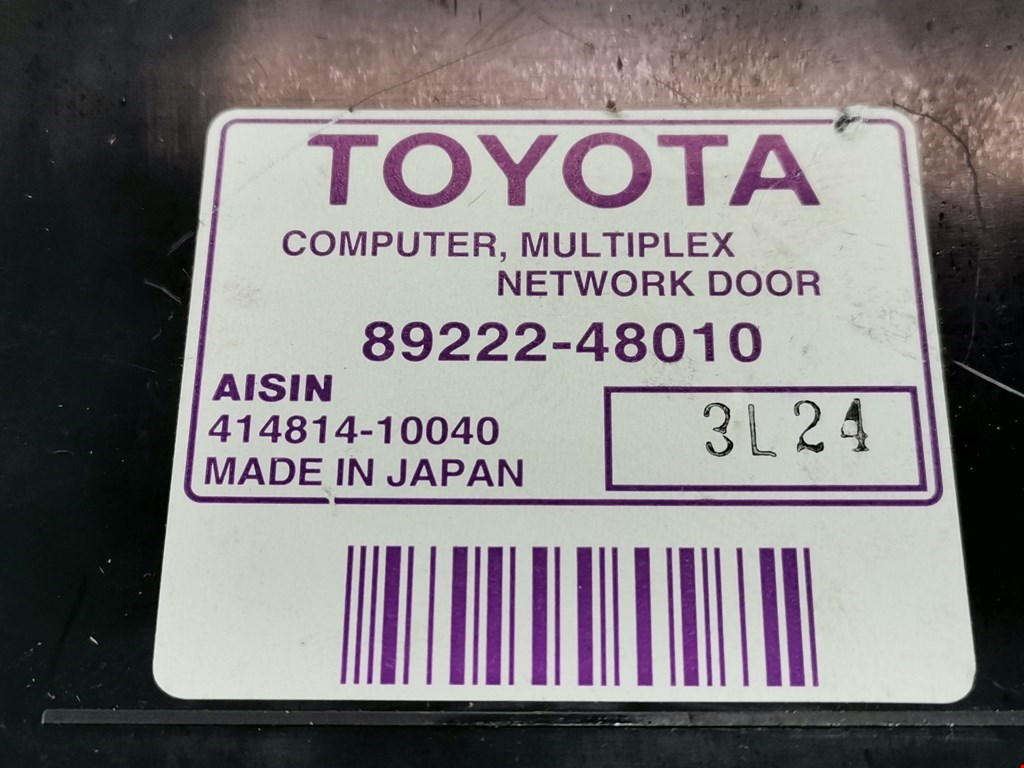 TOYOTA
COMPUTER, MULTIPLEX
NETWORK DOOR
89222-48010
AISIN
414814-10040
MADE IN JAPAN
3L24